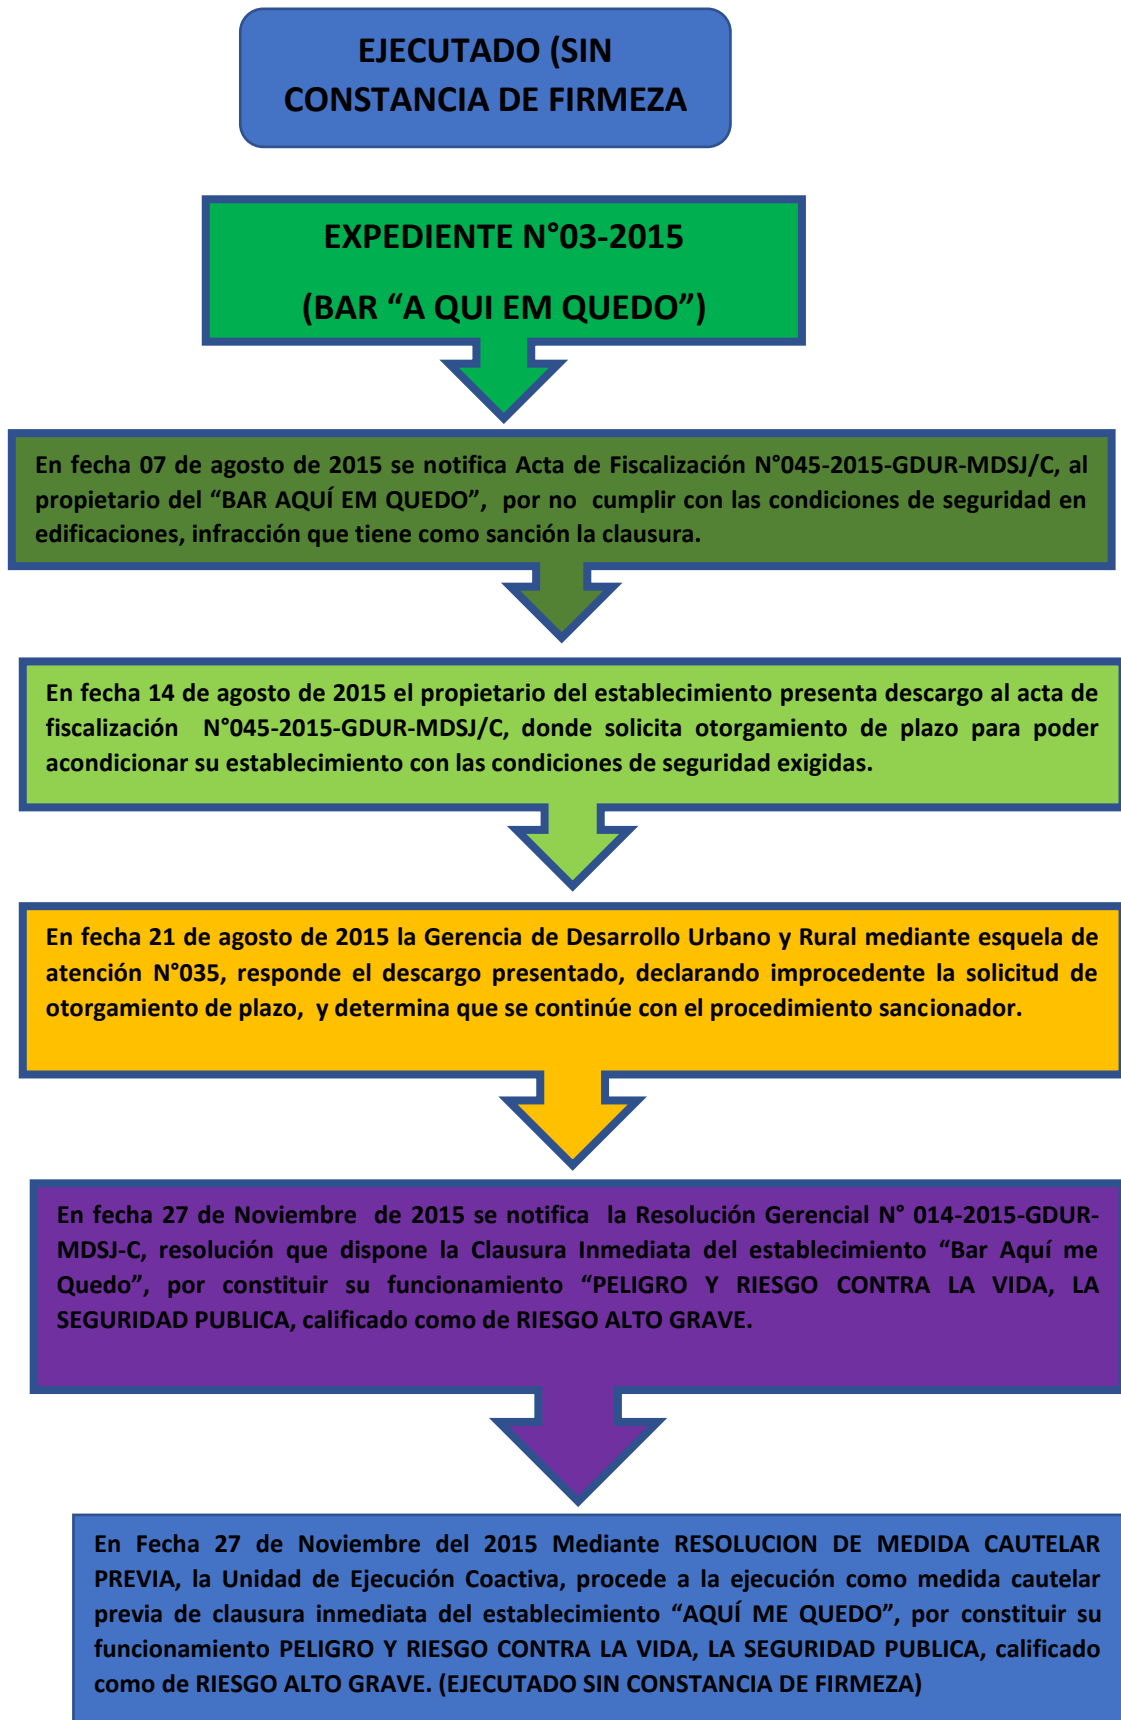 EJECUTADO (SIN
CONSTANCIA DE FIRMEZA
EXPEDIENTE N°03-2015
(BAR “A QUI EM QUEDO”)
En fecha 07 de agosto de 2015 se notifica Acta de Fiscalización N°045-2015-GDUR-MDSJ/C, al
propietario del “BAR AQUÍ EM QUEDO”, por no cumplir con las condiciones de seguridad en
edificaciones, infracción que tiene como sanción la clausura.
En fecha 14 de agosto de 2015 el propietario del establecimiento presenta descargo al acta de
fiscalización N°045-2015-GDUR-MDSJ/C, donde solicita otorgamiento de plazo para poder
acondicionar su establecimiento con las condiciones de seguridad exigidas.
En fecha 21 de agosto de 2015 la Gerencia de Desarrollo Urbano y Rural mediante esquela de
atención N°035, responde el descargo presentado, declarando improcedente la solicitud de
otorgamiento de plazo, y determina que se continúe con el procedimiento sancionador.
En fecha 27 de Noviembre de 2015 se notifica la Resolución Gerencial N° 014-2015-GDUR-
MDSJ-C, resolución que dispone la Clausura Inmediata del establecimiento “Bar Aquí me
Quedo”, por constituir su funcionamiento “PELIGRO Y RIESGO CONTRA LA VIDA, LA
SEGURIDAD PUBLICA, calificado como de RIESGO ALTO GRAVE.
En Fecha 27 de Noviembre del 2015 Mediante RESOLUCION DE MEDIDA CAUTELAR
PREVIA, la Unidad de Ejecución Coactiva, procede a la ejecución como medida cautelar
previa de clausura inmediata del establecimiento “AQUÍ ME QUEDO”, por constituir su
funcionamiento PELIGRO Y RIESGO CONTRA LA VIDA, LA SEGURIDAD PUBLICA, calificado
como de RIESGO ALTO GRAVE. (EJECUTADO SIN CONSTANCIA DE FIRMEZA)